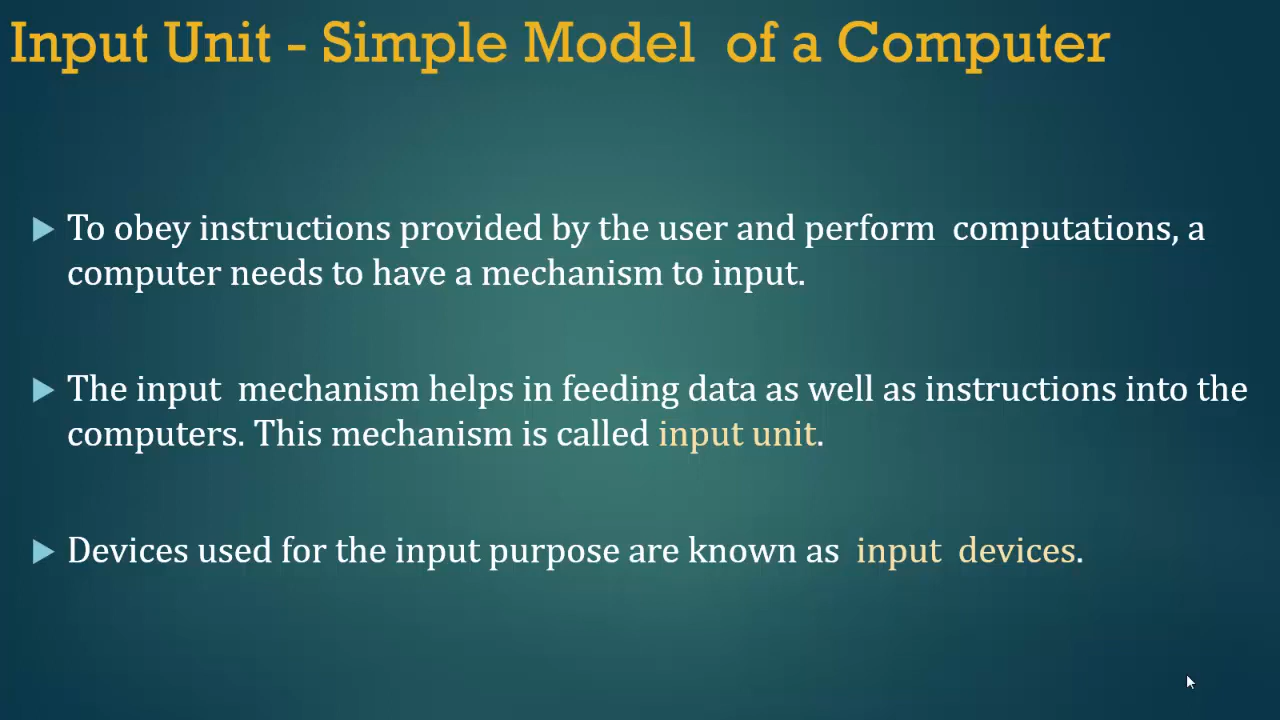 Input Unit - Simple Model of a Computer
To obey instructions provided by the user and perform computations, a
computer needs to have a mechanism to input.
The input mechanism helps in feeding data as well as instructions into the
computers. This mechanism is called input unit.
Devices used for the input purpose are known as input devices.